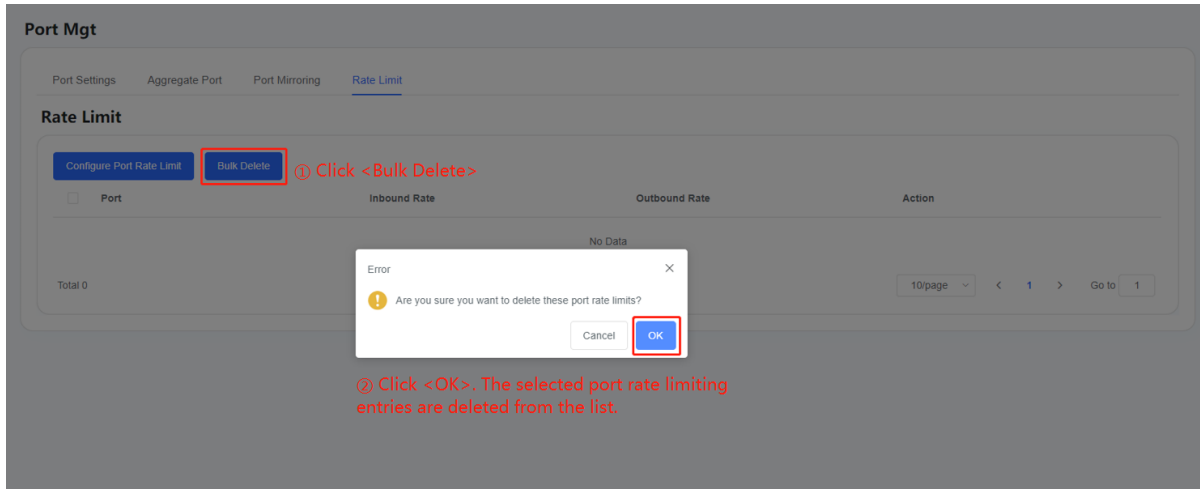 Port Mgt
Port Settings Aggregate Port Port Mirroring Rate Limit
Rate Limit
Configure Port Rate Limit Bulk Delete ① Click <Bulk Delete>
Port Inbound Rate Outbound Rate Action
No Data
Error
Total 0 10/page 1 Go to 1
Are you sure you want to delete these port rate limits?
Cancel OK
② Click <OK>. The selected port rate limiting
entries are deleted from the list.